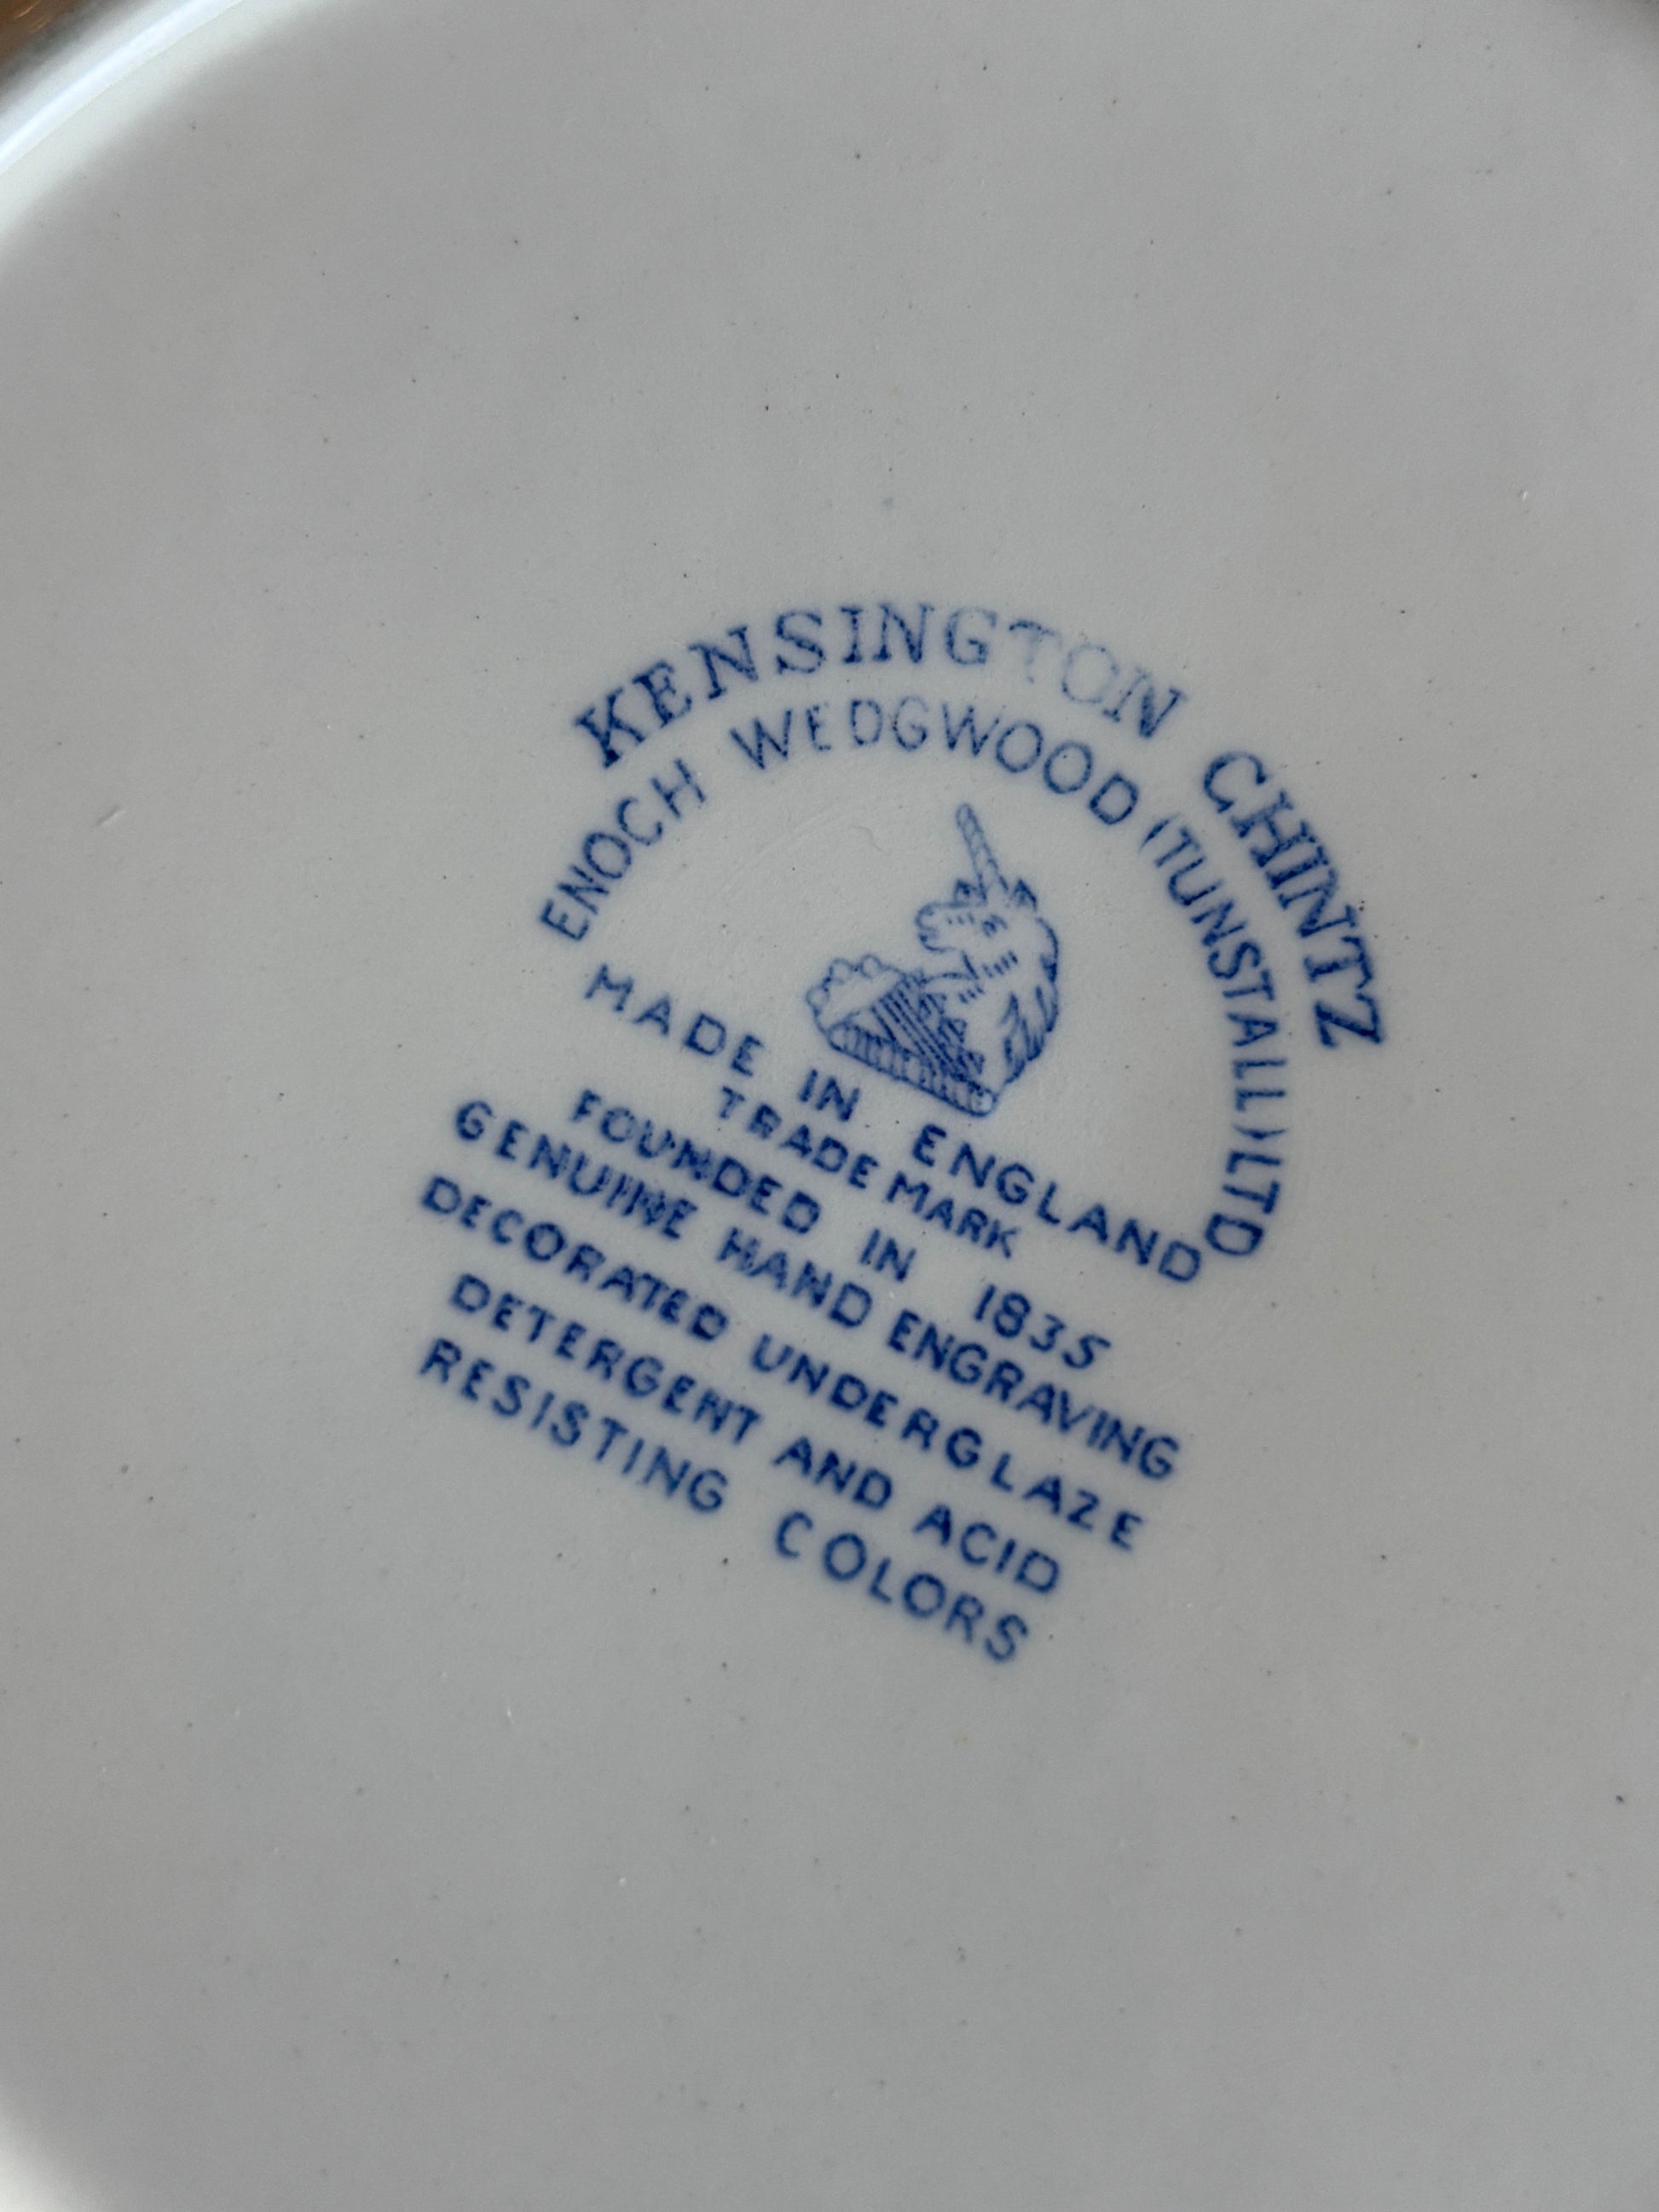 KENSINGTON CHINTZ
ENOCH WEDGWOOD (TUNSTALL) LTD
MADE IN ENGLAND
TRADE MARK
FOUNDED IN 1835
GENUINE HAND ENGRAVING
DECORATED UNDERGLAZE
DETERGENT AND ACID
RESISTING COLORS